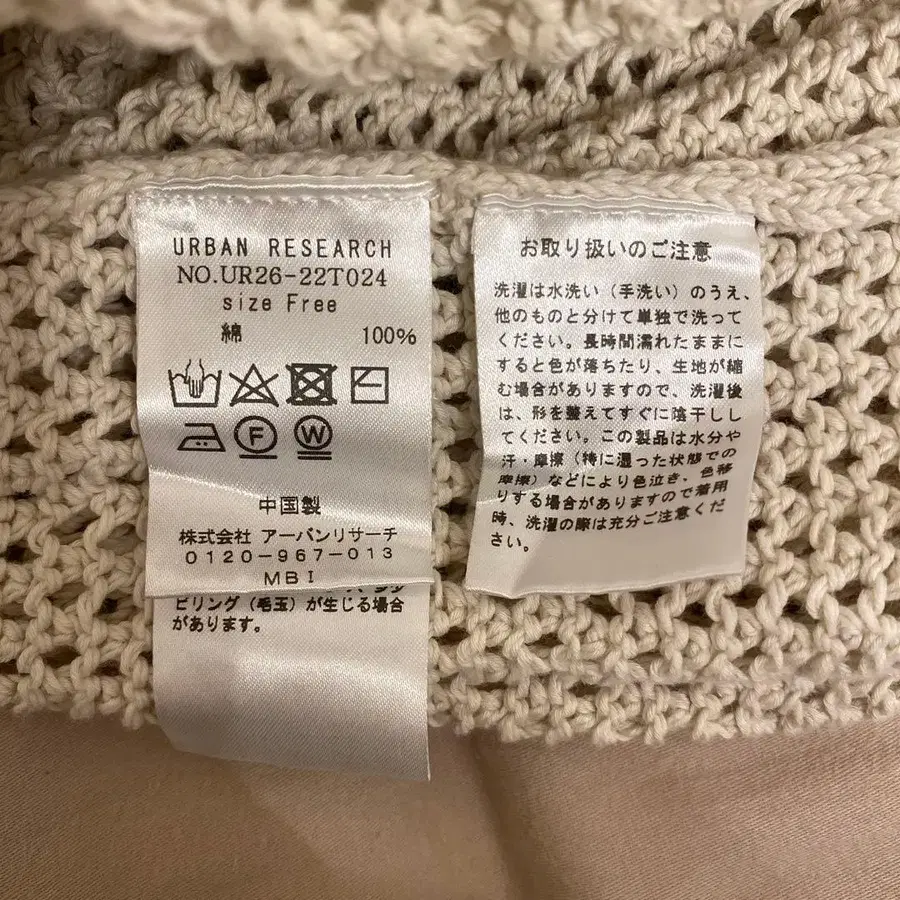 URBAN RESEARCH
NO.UR26-22T024
size Free
綿 100%
F W
中国製
株式会社 アーバンリサーチ
0120-967-013
MBI
ピリング（毛玉）が生じる場合
があります。
お取り扱いのご注意
洗濯は水洗い（手洗い）のうえ、
他のものと分けて単独で洗って
ください。長時間濡れたままに
すると色が落ちたり、生地が縮
む場合がありますので、洗濯後
は、形を整えてすぐに陰干しし
てください。この製品は水分や
汗・摩擦（特に湿った状態での
摩擦）などにより色泣き、色移
りする場合がありますので着用
時、洗濯の際は充分ご注意くだ
さい。